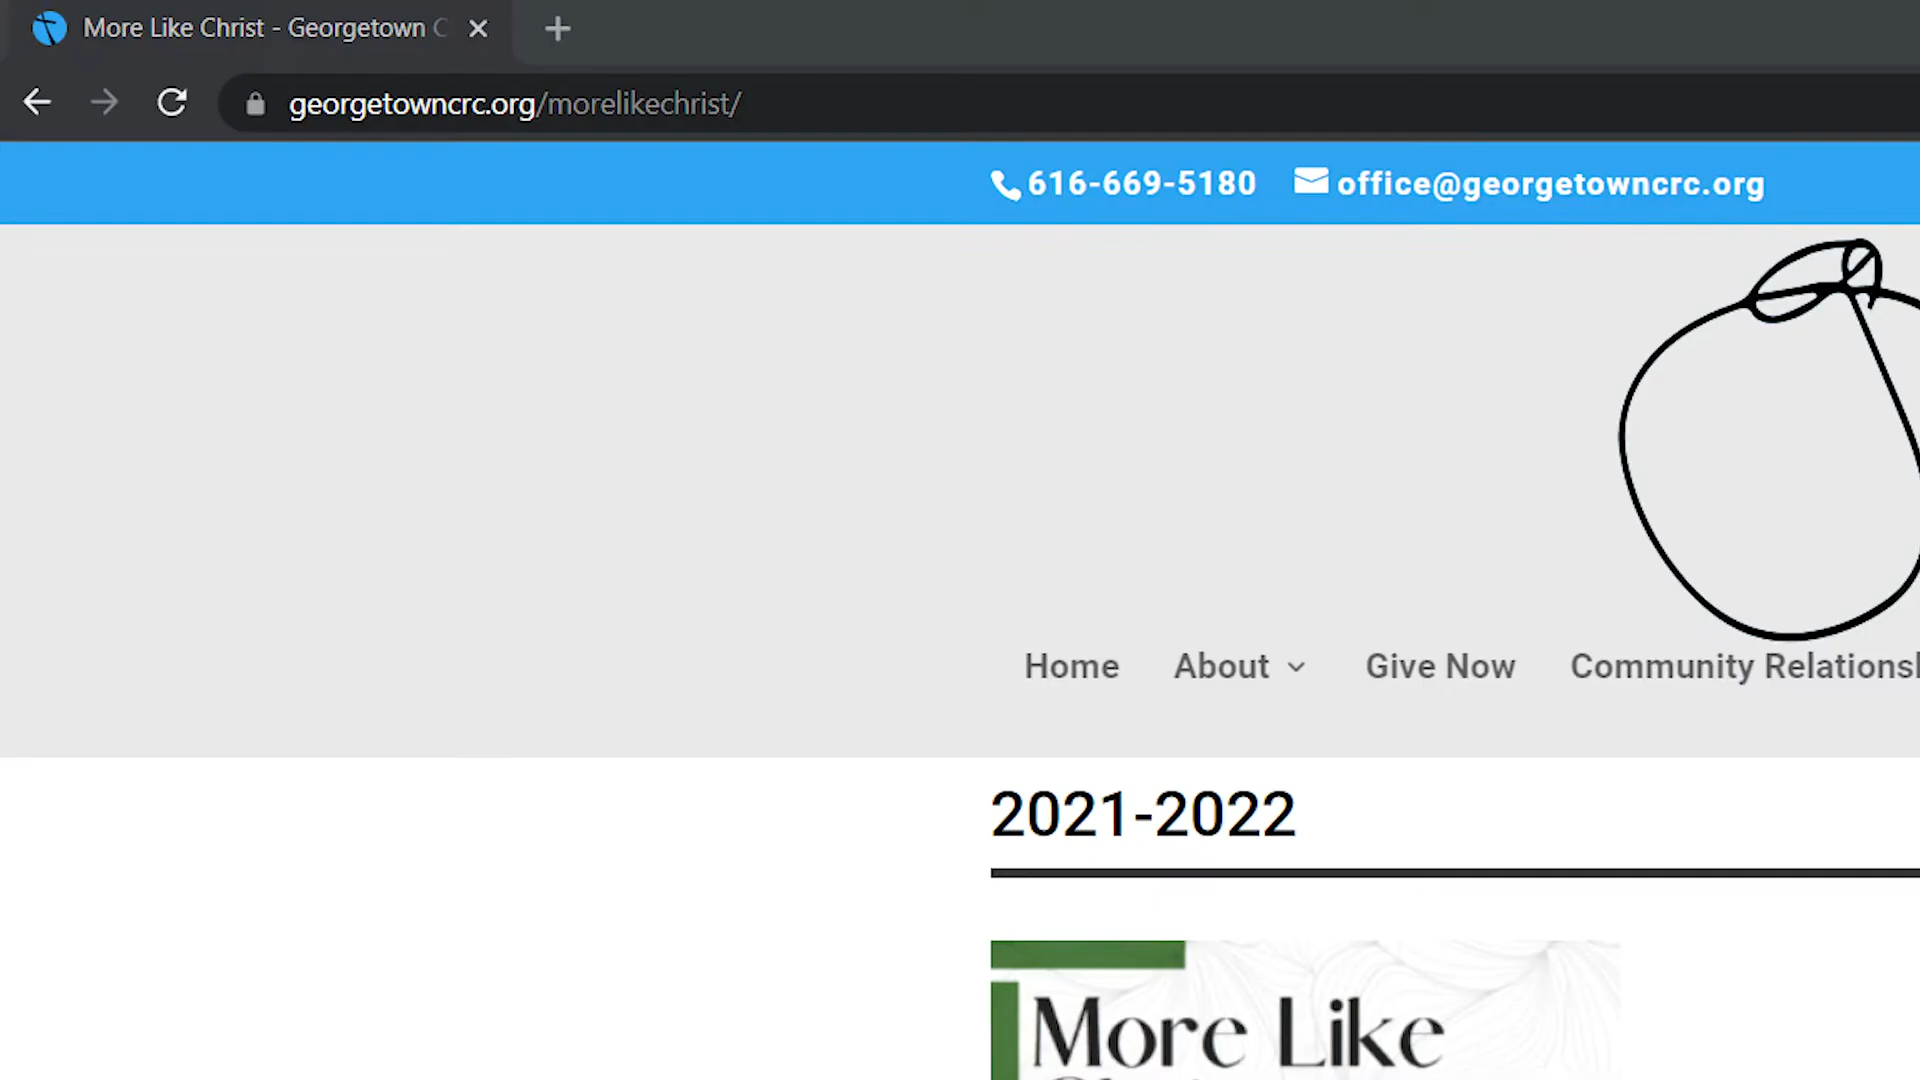 More Like Christ - Georgetown
georgetowncrc.org/morelikechrist/
616-669-5180 office@georgetowncrc.org
Home About Give Now Community
2021-2022
More Like